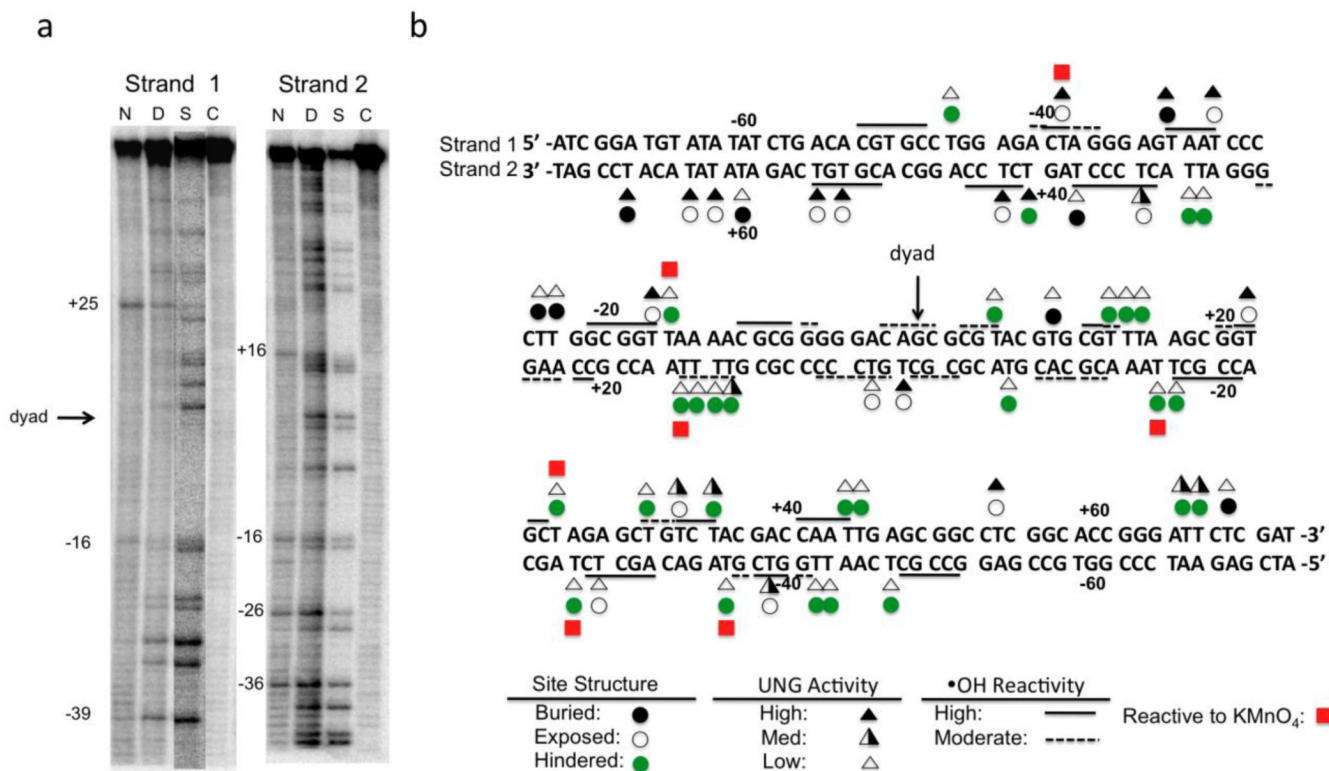 a
b
Strand 1
Strand 2
N D S C
N D S C
+25
dyad
-16
-39
+16
-16
-26
-36
-60
-40
Strand 1 5’ -ATC GGA TGT ATA TAT CTG ACA CGT GCC TGG AGA CTA GGG AGT AAT CCC
Strand 2 3’ -TAG CCT ACA TAT ATA GAC TGT GCA CGG ACC TCT GAT CCC TCA TTA GGG
+60
+40
dyad
-20
+20
CTT GGC GGT TAA AAC GCG GGG GAC AGC GCG TAC GTG CGT TTA AGC GGT
GAA CCG CCA ATT TTG CGC CCC CTG TCG CGC ATG CAC GCA AAT TCG CCA
+20
-20
+40
+60
GCT AGA GCT GTC TAC GAC CAA TTG AGC GGC CTC GGC ACC GGG ATT CTC GAT -3’
CGA TCT CGA CAG ATG CTG GTT AAC TCG CCG GAG CCG TGG CCC TAA GAG CTA -5’
-40
-60
Site Structure
Buried:
Exposed:
Hindered:
UNG Activity
High:
Med:
Low:
•OH Reactivity
High:
Moderate:
Reactive to KMnO4: